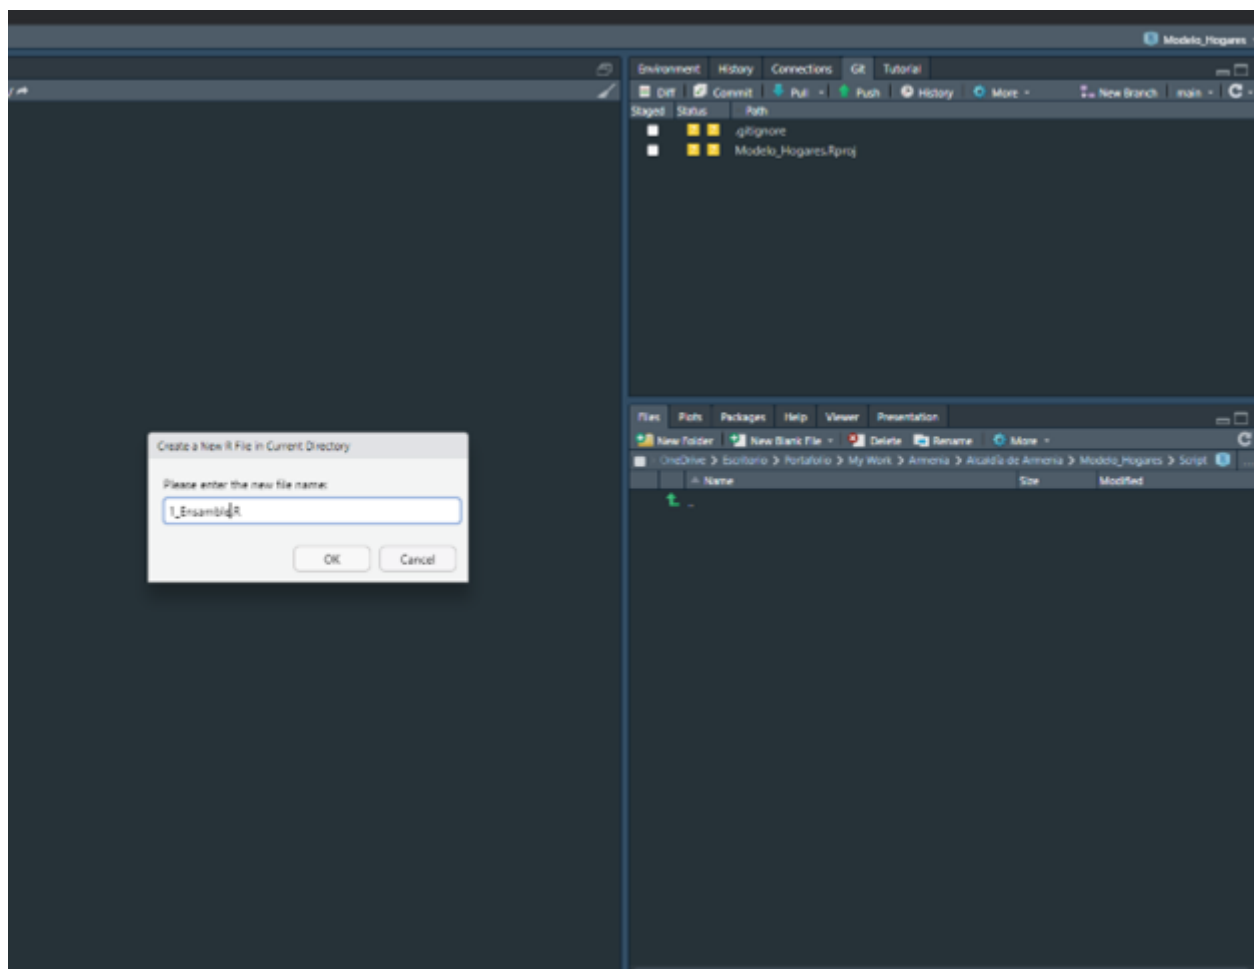 Modelo_Hogares
Environment History Connections Git Tutorial
Diff Commit Pull Push History More New Branch main
Staged Status Path
.gitignore
Modelo_Hogares.Rproj
Create a New R File in Current Directory
Please enter the new file name:
1_Ensamble.R
OK Cancel
Files Plots Packages Help Viewer Presentation
New Folder New Blank File Delete Rename More
OneDrive > Escritorio > Portafolio > My Work > Armenia > Alcaldía de Armenia > Modelo_Hogares > Script
Name Size Modified
..